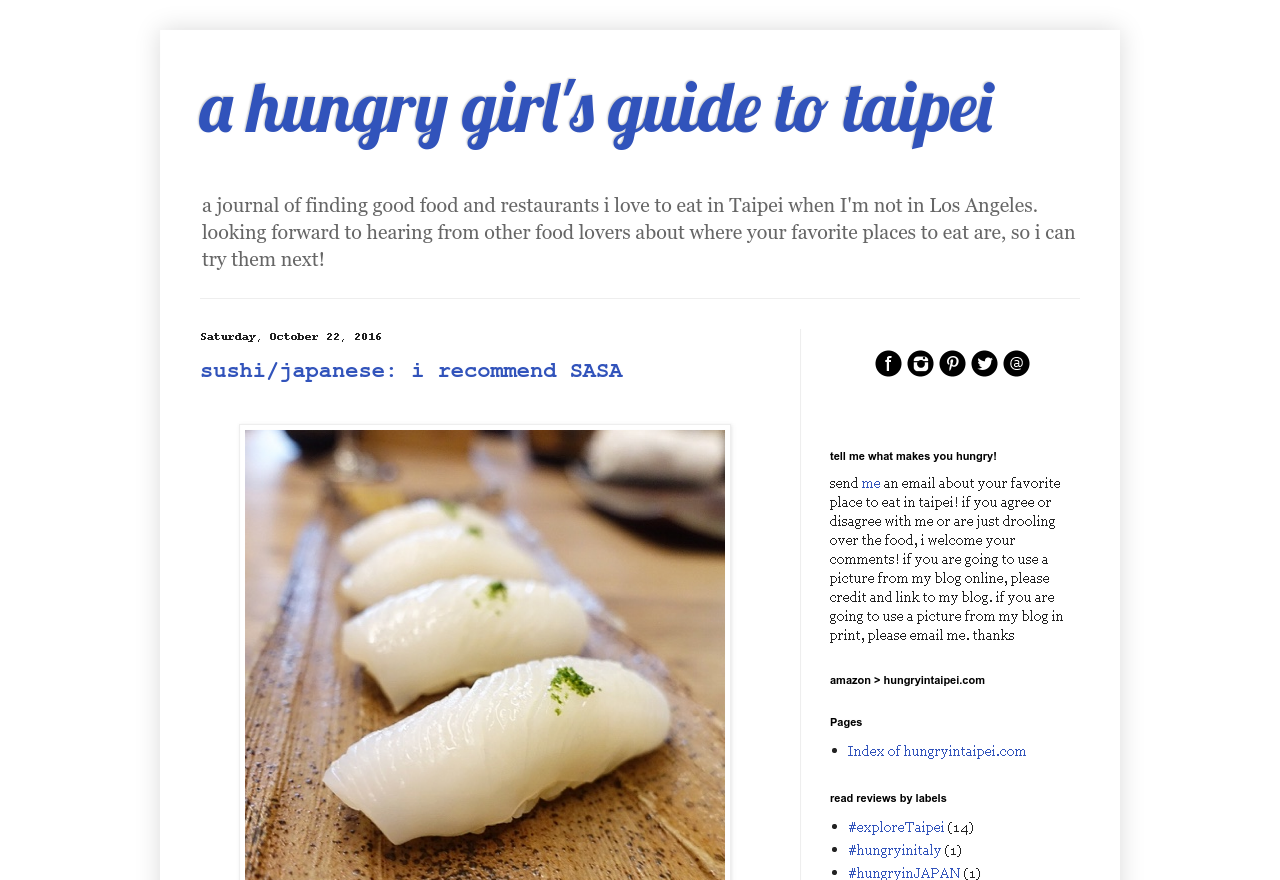 a hungry girl's guide to taipei
a journal of finding good food and restaurants i love to eat in Taipei when I'm not in Los Angeles.
looking forward to hearing from other food lovers about where your favorite places to eat are, so i can
try them next!
Saturday, October 22, 2016
sushi/japanese: i recommend SASA
tell me what makes you hungry!
send me an email about your favorite
place to eat in taipei! if you agree or
disagree with me or are just drooling
over the food, i welcome your
comments! if you are going to use a
picture from my blog online, please
credit and link to my blog. if you are
going to use a picture from my blog in
print, please email me. thanks
amazon > hungryintaipei.com
Pages
Index of hungryintaipei.com
read reviews by labels
#exploreTaipei (14)
#hungryinitaly (1)
#hungryinJAPAN (1)